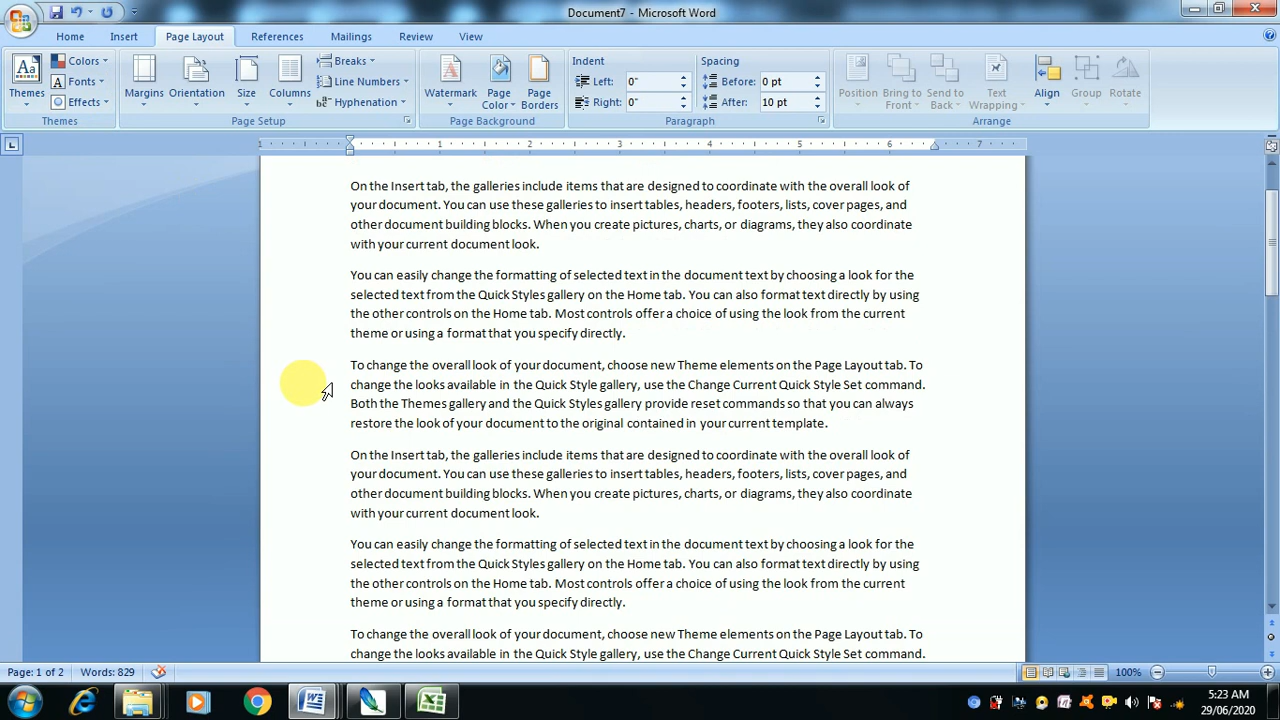 Document7 - Microsoft Word
Home Insert Page Layout References Mailings Review View
Themes
Colors
Fonts
Effects
Themes
Margins
Orientation
Size
Columns
Breaks
Line Numbers
Hyphenation
Page Setup
Watermark
Page Color
Page Borders
Page Background
Indent
Left: 0"
Right: 0"
Spacing
Before: 0 pt
After: 10 pt
Paragraph
Position
Bring to Front
Send to Back
Text Wrapping
Align
Group
Rotate
Arrange
1 1 2 3 4 5 6 7
On the Insert tab, the galleries include items that are designed to coordinate with the overall look of
your document. You can use these galleries to insert tables, headers, footers, lists, cover pages, and
other document building blocks. When you create pictures, charts, or diagrams, they also coordinate
with your current document look.
You can easily change the formatting of selected text in the document text by choosing a look for the
selected text from the Quick Styles gallery on the Home tab. You can also format text directly by using
the other controls on the Home tab. Most controls offer a choice of using the look from the current
theme or using a format that you specify directly.
To change the overall look of your document, choose new Theme elements on the Page Layout tab. To
change the looks available in the Quick Style gallery, use the Change Current Quick Style Set command.
Both the Themes gallery and the Quick Styles gallery provide reset commands so that you can always
restore the look of your document to the original contained in your current template.
On the Insert tab, the galleries include items that are designed to coordinate with the overall look of
your document. You can use these galleries to insert tables, headers, footers, lists, cover pages, and
other document building blocks. When you create pictures, charts, or diagrams, they also coordinate
with your current document look.
You can easily change the formatting of selected text in the document text by choosing a look for the
selected text from the Quick Styles gallery on the Home tab. You can also format text directly by using
the other controls on the Home tab. Most controls offer a choice of using the look from the current
theme or using a format that you specify directly.
To change the overall look of your document, choose new Theme elements on the Page Layout tab. To
change the looks available in the Quick Style gallery, use the Change Current Quick Style Set command.
Page: 1 of 2 Words: 829 100%
5:23 AM
29/06/2020